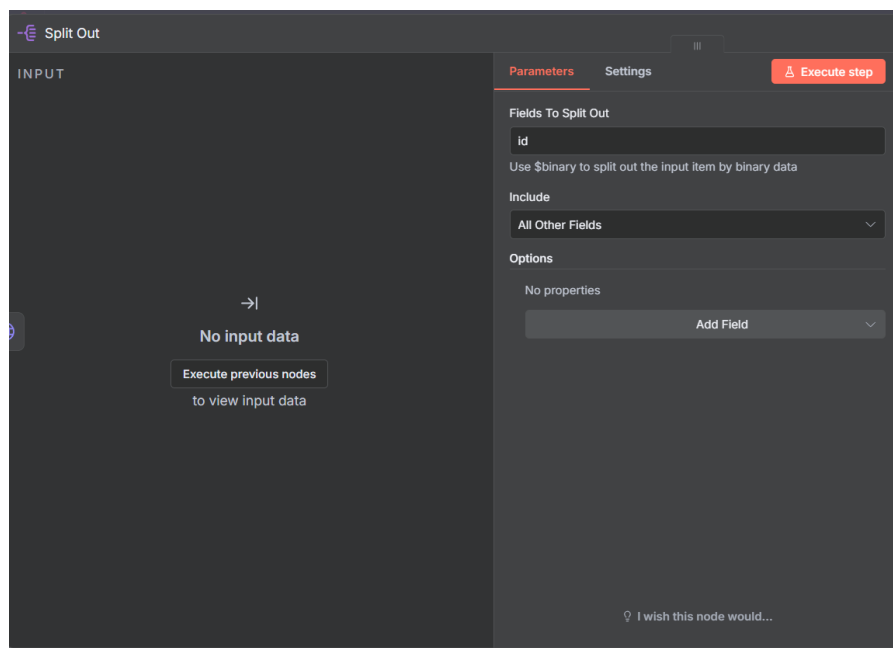 Split Out
INPUT
No input data
Execute previous nodes
to view input data
Parameters
Settings
Execute step
Fields To Split Out
id
Use $binary to split out the input item by binary data
Include
All Other Fields
Options
No properties
Add Field
I wish this node would...